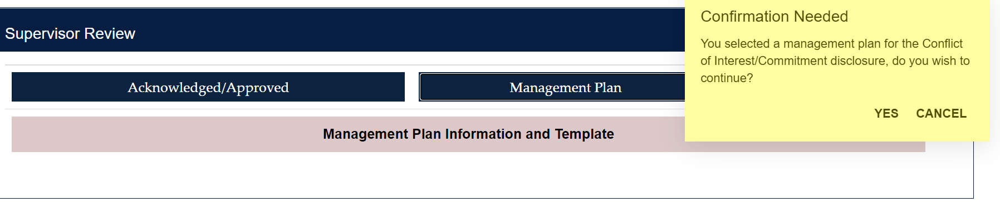 Supervisor Review
Acknowledged/Approved
Management Plan
Management Plan Information and Template
Confirmation Needed
You selected a management plan for the Conflict
of Interest/Commitment disclosure, do you wish to
continue?
YES CANCEL